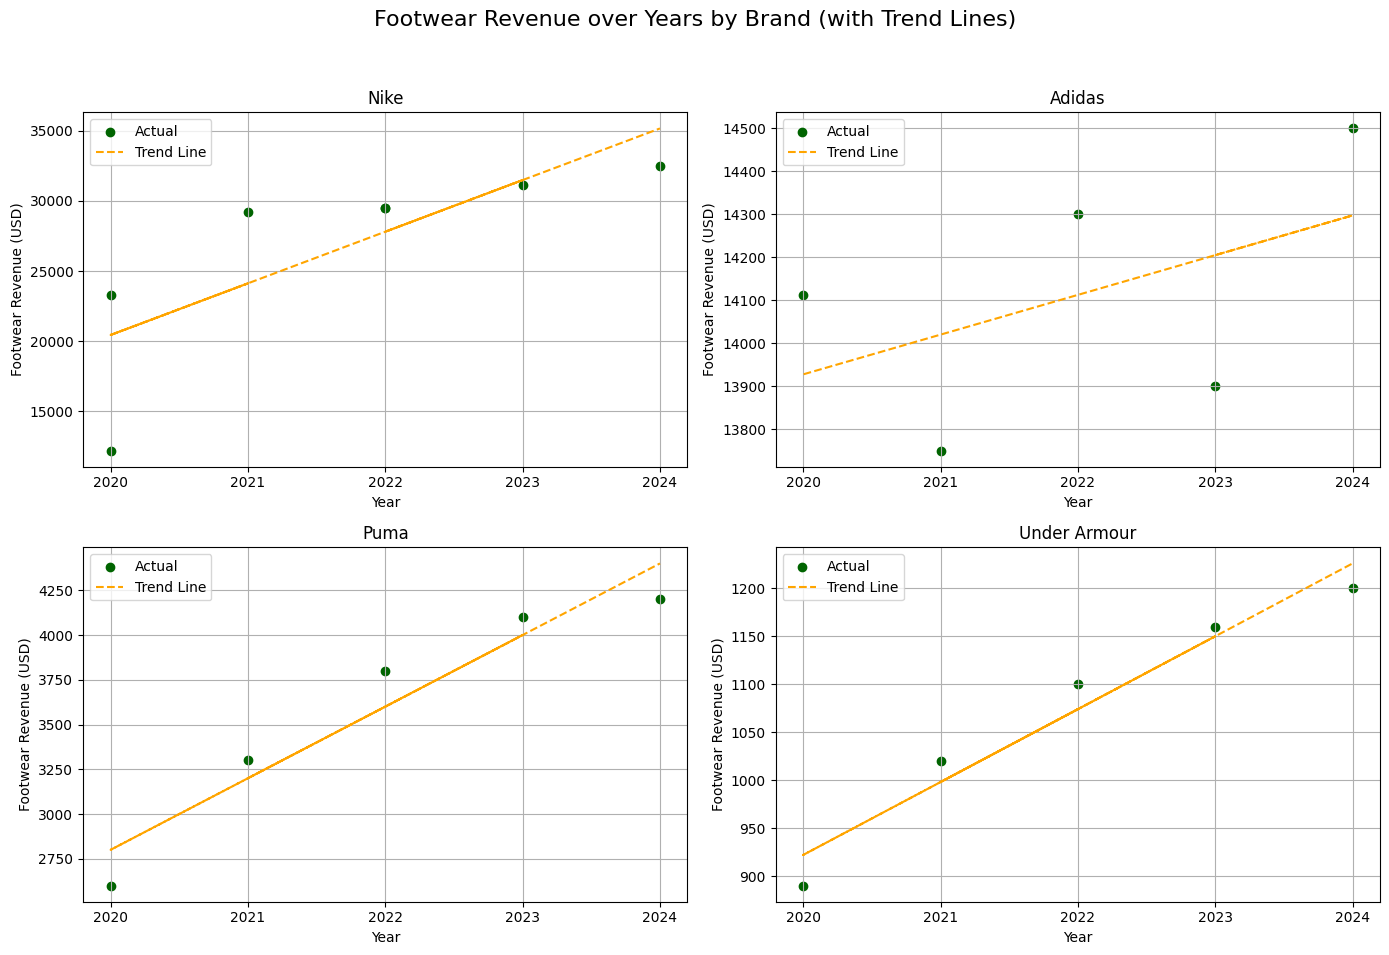 Footwear Revenue over Years by Brand (with Trend Lines)
Nike
Actual
Trend Line
Footwear Revenue (USD)
35000
30000
25000
20000
15000
2020 2021 2022 2023 2024
Year
Adidas
Actual
Trend Line
Footwear Revenue (USD)
14500
14400
14300
14200
14100
14000
13900
13800
2020 2021 2022 2023 2024
Year
Puma
Actual
Trend Line
Footwear Revenue (USD)
4250
4000
3750
3500
3250
3000
2750
2020 2021 2022 2023 2024
Year
Under Armour
Actual
Trend Line
Footwear Revenue (USD)
1200
1150
1100
1050
1000
950
900
2020 2021 2022 2023 2024
Year